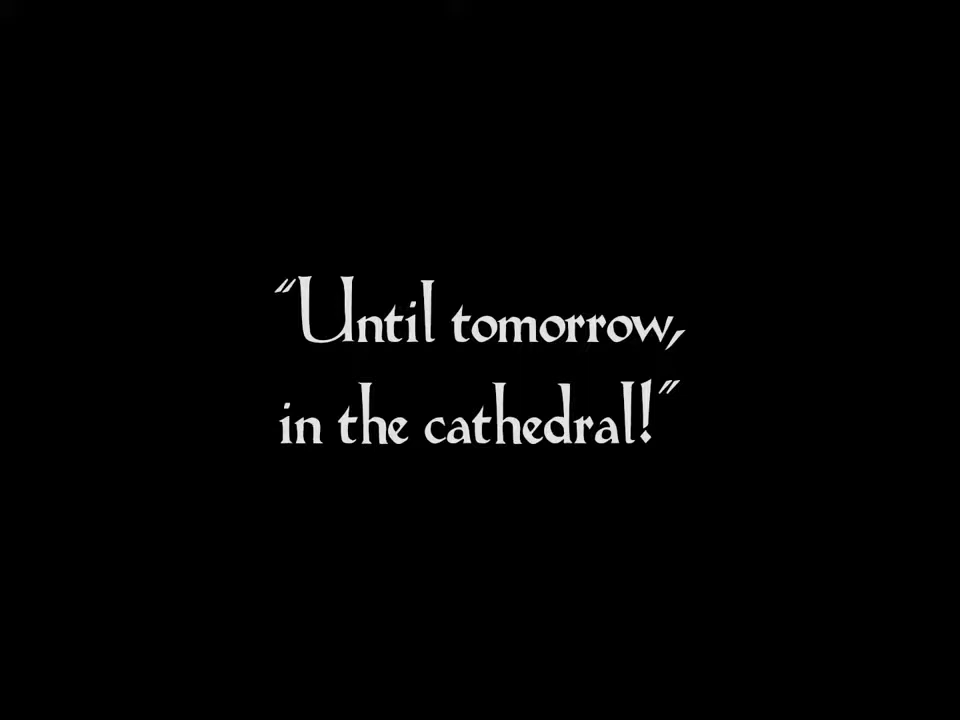 “Until tomorrow,
in the cathedral!”